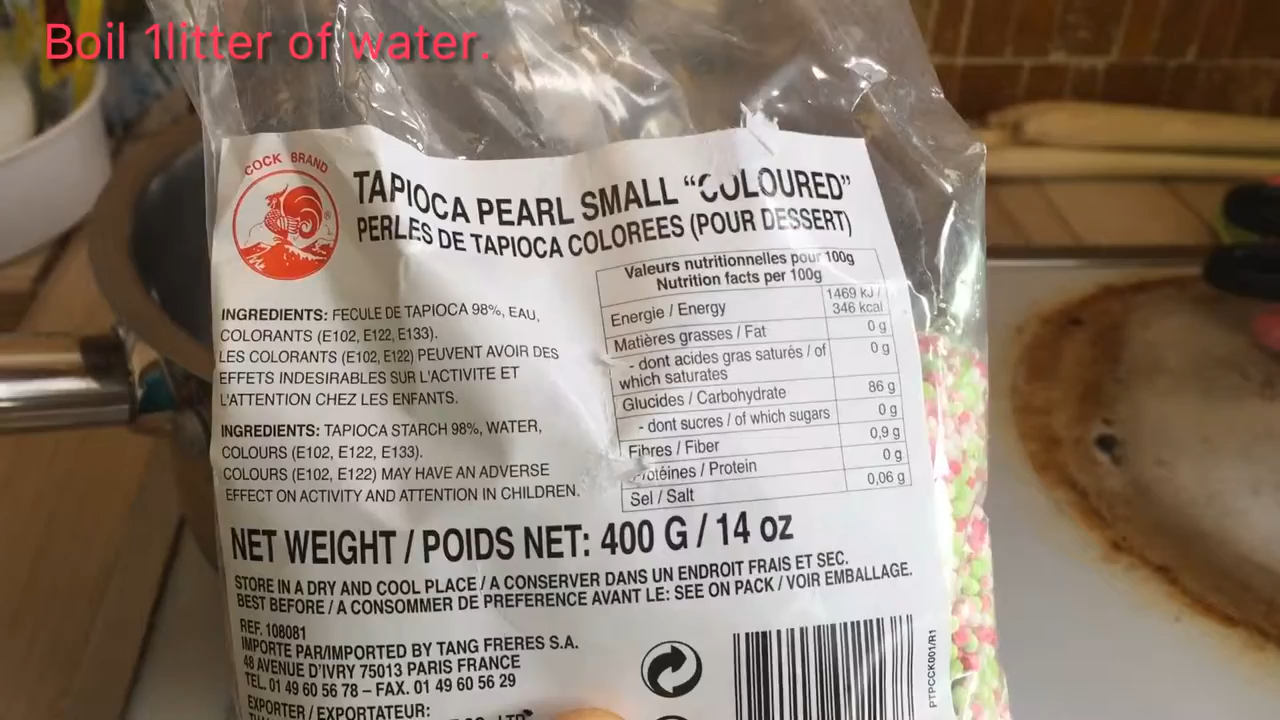 Boil 1litter of water.
COCK BRAND
TAPIOCA PEARL SMALL “COLOURED”
PERLES DE TAPIOCA COLOREES (POUR DESSERT)
INGREDIENTS: FECULE DE TAPIOCA 98%, EAU,
COLORANTS (E102, E122, E133).
LES COLORANTS (E102, E122) PEUVENT AVOIR DES
EFFETS INDESIRABLES SUR L'ACTIVITE ET
L'ATTENTION CHEZ LES ENFANTS.
INGREDIENTS: TAPIOCA STARCH 98%, WATER,
COLOURS (E102, E122, E133).
COLOURS (E102, E122) MAY HAVE AN ADVERSE
EFFECT ON ACTIVITY AND ATTENTION IN CHILDREN.
Valeurs nutritionnelles pour 100g
Nutrition facts per 100g
Energie / Energy 1469 kJ / 346 kcal
Matières grasses / Fat 0 g
- dont acides gras saturés / of which saturates 0 g
Glucides / Carbohydrate 86 g
- dont sucres / of which sugars 0 g
Fibres / Fiber 0,9 g
Protéines / Protein 0 g
Sel / Salt 0,06 g
NET WEIGHT / POIDS NET: 400 G / 14 oz
STORE IN A DRY AND COOL PLACE / A CONSERVER DANS UN ENDROIT FRAIS ET SEC.
BEST BEFORE / A CONSOMMER DE PREFERENCE AVANT LE: SEE ON PACK / VOIR EMBALLAGE.
REF. 108081
IMPORTE PAR/IMPORTED BY TANG FRERES S.A.
48 AVENUE D'IVRY 75013 PARIS FRANCE
TEL. 01 49 60 56 78 – FAX. 01 49 60 56 29
EXPORTER / EXPORTATEUR:
PTPCCK001/R1